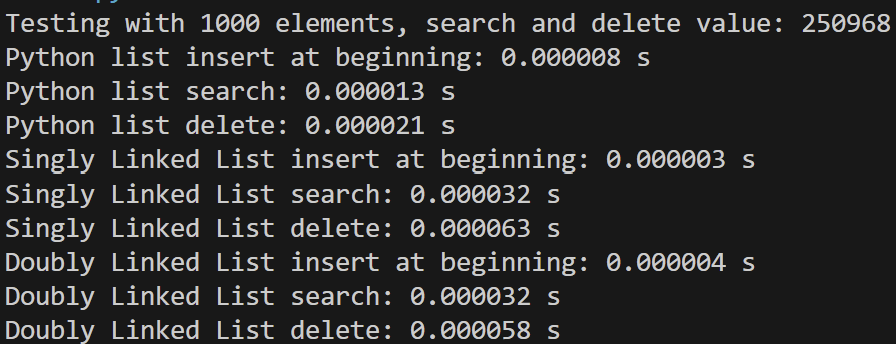 Testing with 1000 elements, search and delete value: 250968
Python list insert at beginning: 0.000008 s
Python list search: 0.000013 s
Python list delete: 0.000021 s
Singly Linked List insert at beginning: 0.000003 s
Singly Linked List search: 0.000032 s
Singly Linked List delete: 0.000063 s
Doubly Linked List insert at beginning: 0.000004 s
Doubly Linked List search: 0.000032 s
Doubly Linked List delete: 0.000058 s